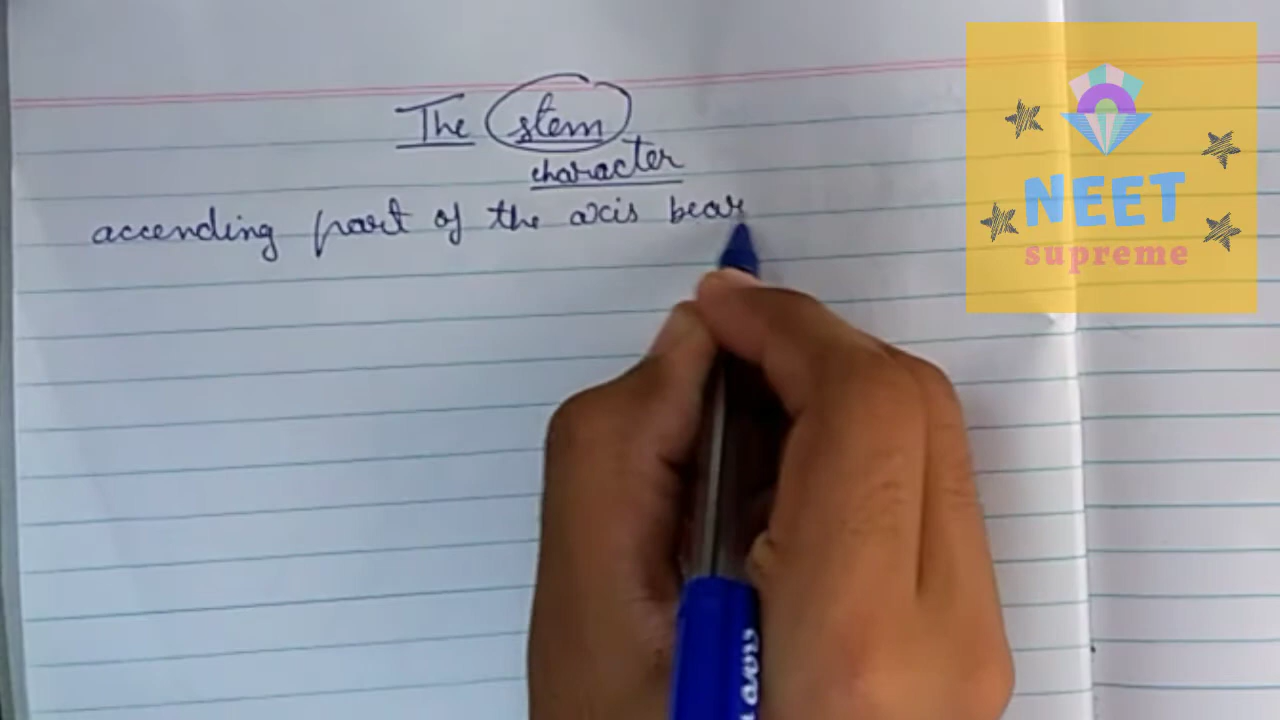 The stem
character
accending part of the axis bear
NEET
supreme